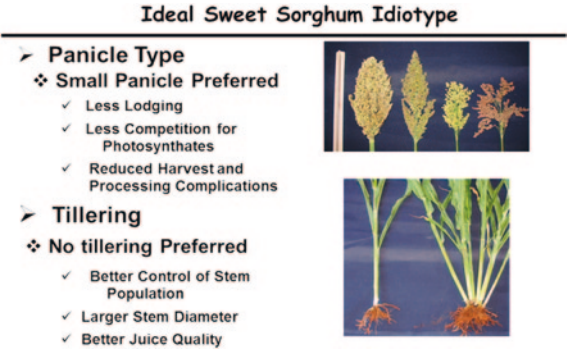 Ideal Sweet Sorghum Idiotype
➢ Panicle Type
❖ Small Panicle Preferred
✓ Less Lodging
✓ Less Competition for
Photosynthates
✓ Reduced Harvest and
Processing Complications
➢ Tillering
❖ No tillering Preferred
✓ Better Control of Stem
Population
✓ Larger Stem Diameter
✓ Better Juice Quality